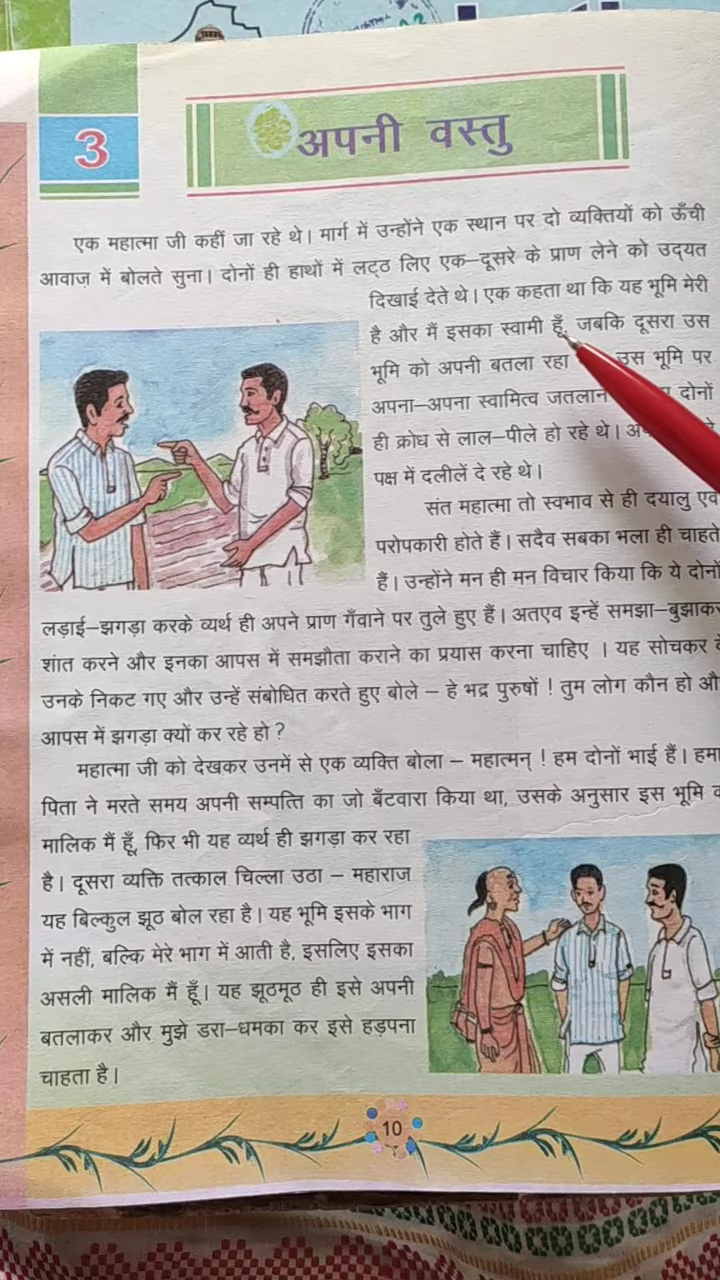 3
अपनी वस्तु
एक महात्मा जी कहीं जा रहे थे। मार्ग में उन्होंने एक स्थान पर दो व्यक्तियों को ऊँची
आवाज़ में बोलते सुना। दोनों ही हाथों में लट्ठ लिए एक–दूसरे के प्राण लेने को उद्यत
दिखाई देते थे। एक कहता था कि यह भूमि मेरी
है और मैं इसका स्वामी हूँ, जबकि दूसरा उस
भूमि को अपनी बतला रहा उस भूमि पर
अपना–अपना स्वामित्व जतलान दोनों
ही क्रोध से लाल–पीले हो रहे थे।
पक्ष में दलीलें दे रहे थे।
संत महात्मा तो स्वभाव से ही दयालु एव
परोपकारी होते हैं। सदैव सबका भला ही चाहते
हैं। उन्होंने मन ही मन विचार किया कि ये दोनों
लड़ाई–झगड़ा करके व्यर्थ ही अपने प्राण गँवाने पर तुले हुए हैं। अतएव इन्हें समझा–बुझाकर
शांत करने और इनका आपस में समझौता कराने का प्रयास करना चाहिए । यह सोचकर
उनके निकट गए और उन्हें संबोधित करते हुए बोले – हे भद्र पुरुषों ! तुम लोग कौन हो औ
आपस में झगड़ा क्यों कर रहे हो ?
महात्मा जी को देखकर उनमें से एक व्यक्ति बोला – महात्मन् ! हम दोनों भाई हैं। हमा
पिता ने मरते समय अपनी सम्पत्ति का जो बँटवारा किया था, उसके अनुसार इस भूमि
मालिक मैं हूँ, फिर भी यह व्यर्थ ही झगड़ा कर रहा
है। दूसरा व्यक्ति तत्काल चिल्ला उठा – महाराज
यह बिल्कुल झूठ बोल रहा है। यह भूमि इसके भाग
में नहीं, बल्कि मेरे भाग में आती है, इसलिए इसका
असली मालिक मैं हूँ। यह झूठमूठ ही इसे अपनी
बतलाकर और मुझे डरा–धमका कर इसे हड़पना
चाहता है।
10